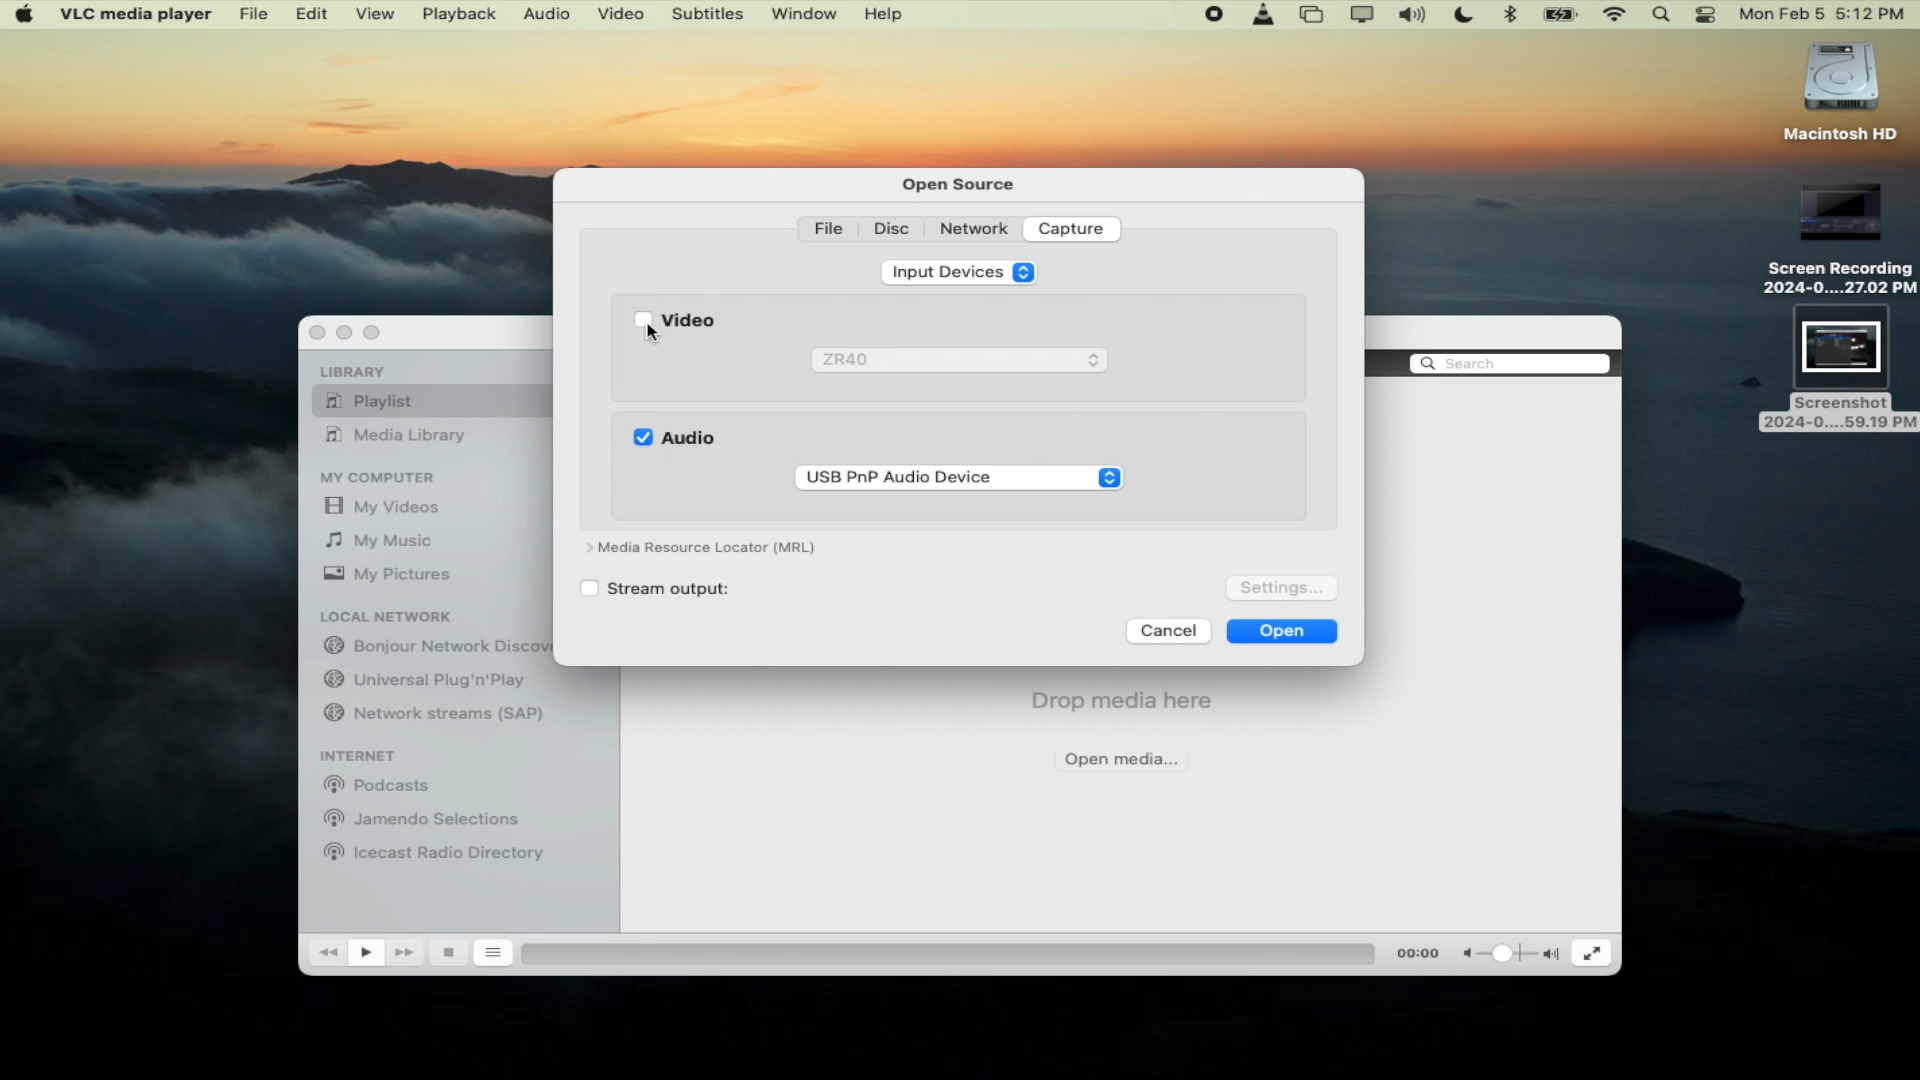 VLC media player File Edit View Playback Audio Video Subtitles Window Help Mon Feb 5 5:12 PM
Macintosh HD
Screen Recording
2024-0....27.02 PM
Screenshot
2024-0....59.19 PM
Open Source
File Disc Network Capture
Input Devices
Video
ZR40
Audio
USB PnP Audio Device
Media Resource Locator (MRL)
Stream output: Settings...
Cancel Open
Search
LIBRARY
Playlist
Media Library
MY COMPUTER
My Videos
My Music
My Pictures
LOCAL NETWORK
Bonjour Network Discove
Universal Plug'n'Play
Network streams (SAP)
INTERNET
Podcasts
Jamendo Selections
Icecast Radio Directory
Drop media here
Open media...
00:00